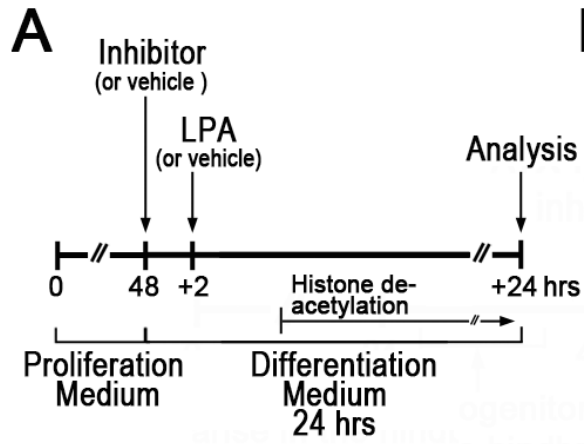 A
Inhibitor
(or vehicle )
LPA
(or vehicle)
Analysis
0
48
+2
Histone de-
acetylation
+24 hrs
Proliferation
Medium
Differentiation
Medium
24 hrs